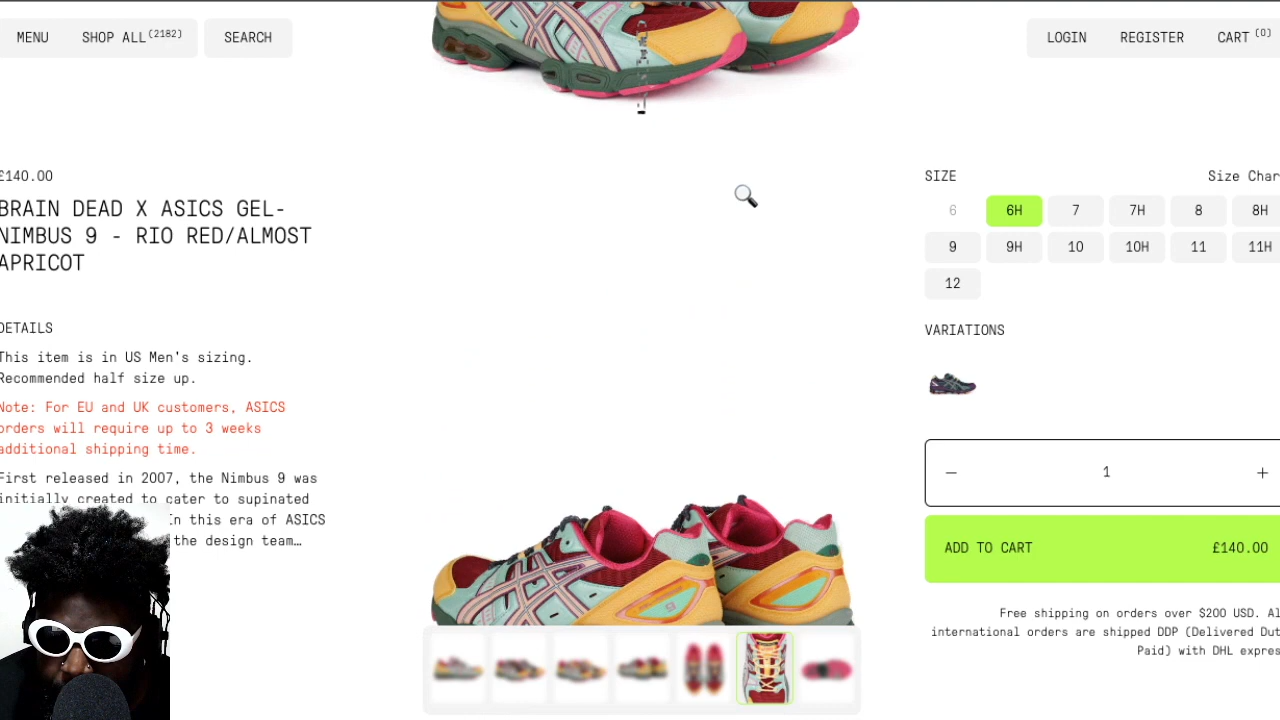 MENU
SHOP ALL(2182)
SEARCH
LOGIN
REGISTER
CART (0)
£140.00
BRAIN DEAD X ASICS GEL-
NIMBUS 9 - RIO RED/ALMOST
APRICOT
DETAILS
This item is in US Men's sizing.
Recommended half size up.
Note: For EU and UK customers, ASICS
orders will require up to 3 weeks
additional shipping time.
First released in 2007, the Nimbus 9 was
initially created to cater to supinated
In this era of ASICS
the design team…
SIZE
Size Char
6
6H
7
7H
8
8H
9
9H
10
10H
11
11H
12
VARIATIONS
— 1 +
ADD TO CART £140.00
Free shipping on orders over $200 USD. Al
international orders are shipped DDP (Delivered Dut
Paid) with DHL expres